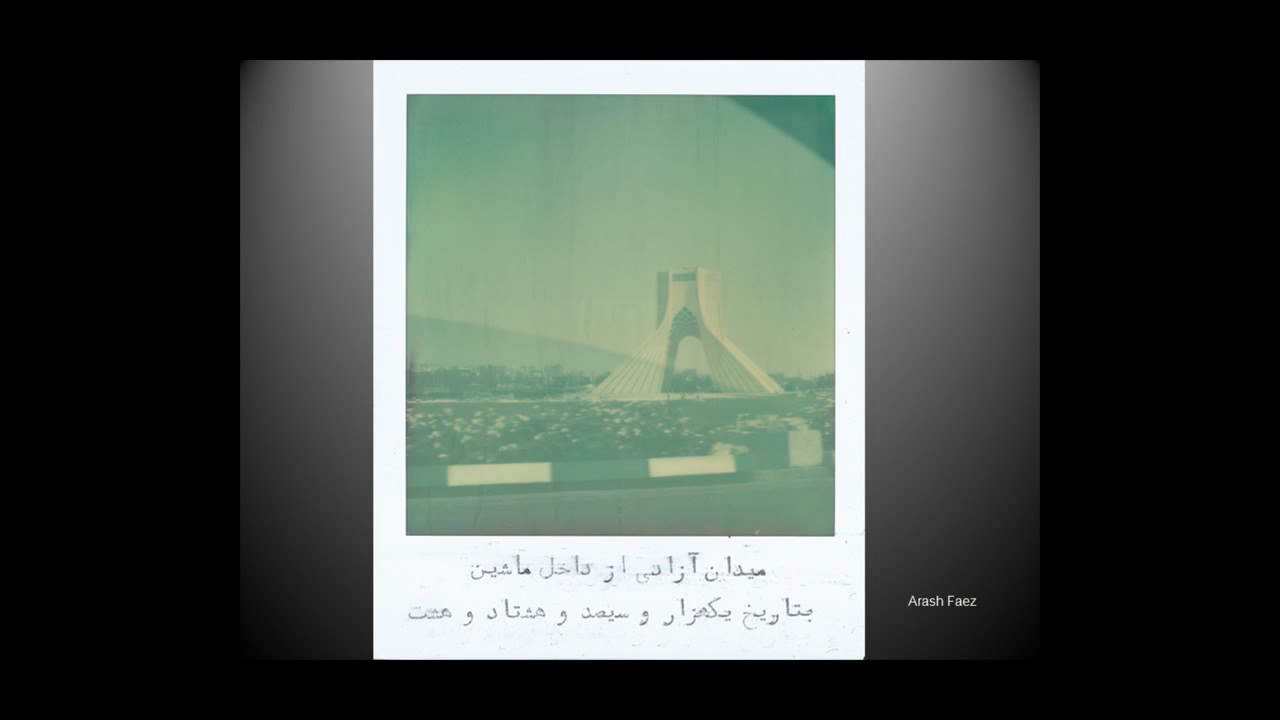 میدان آزادی از داخل ماشین
بتاریخ یکهزار و سیصد و هشتاد و هشت
Arash Faez